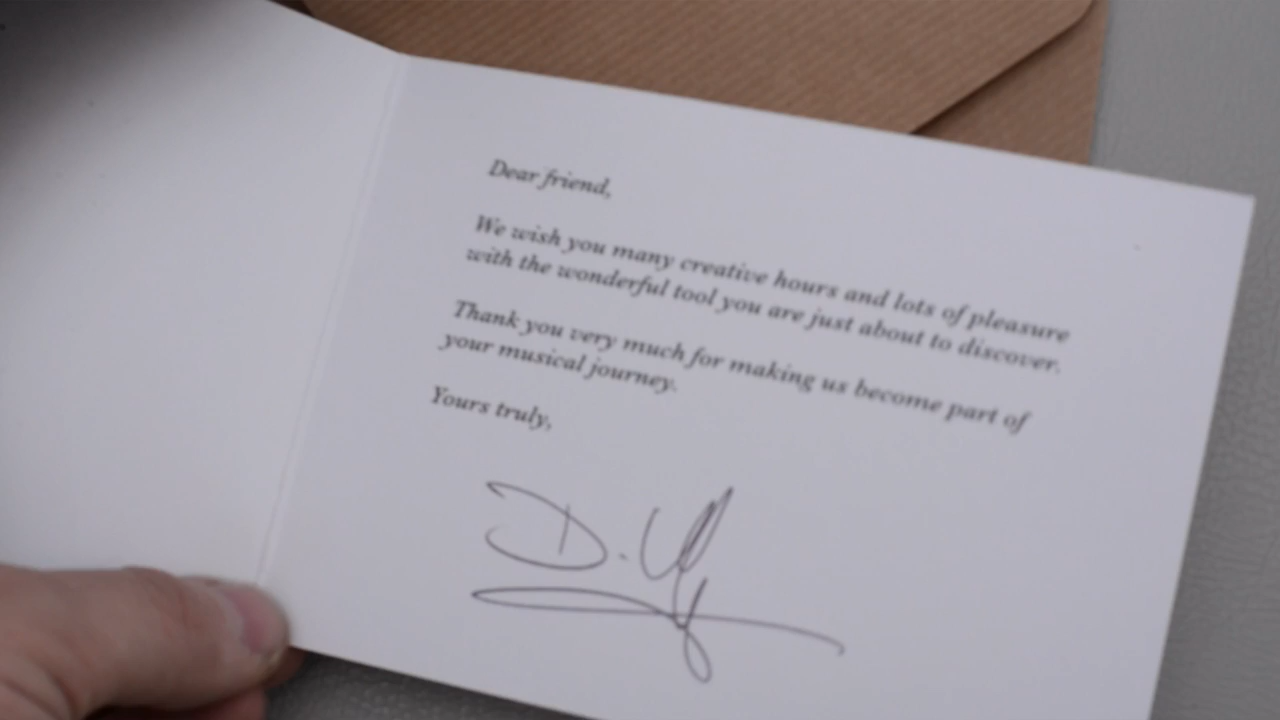 Dear friend,
We wish you many creative hours and lots of pleasure
with the wonderful tool you are just about to discover.
Thank you very much for making us become part of
your musical journey.
Yours truly,
D.